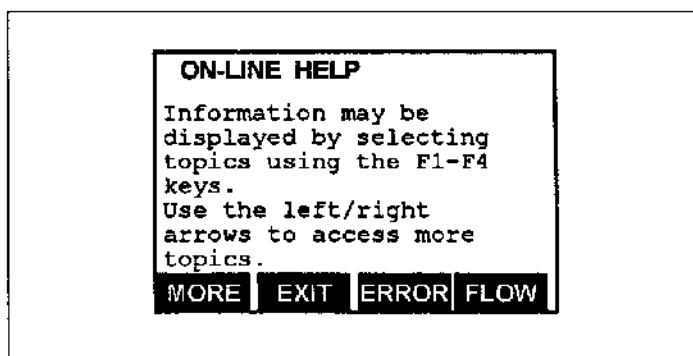 ON-LINE HELP
Information may be
displayed by selecting
topics using the F1-F4
keys.
Use the left/right
arrows to access more
topics.
MORE EXIT ERROR FLOW